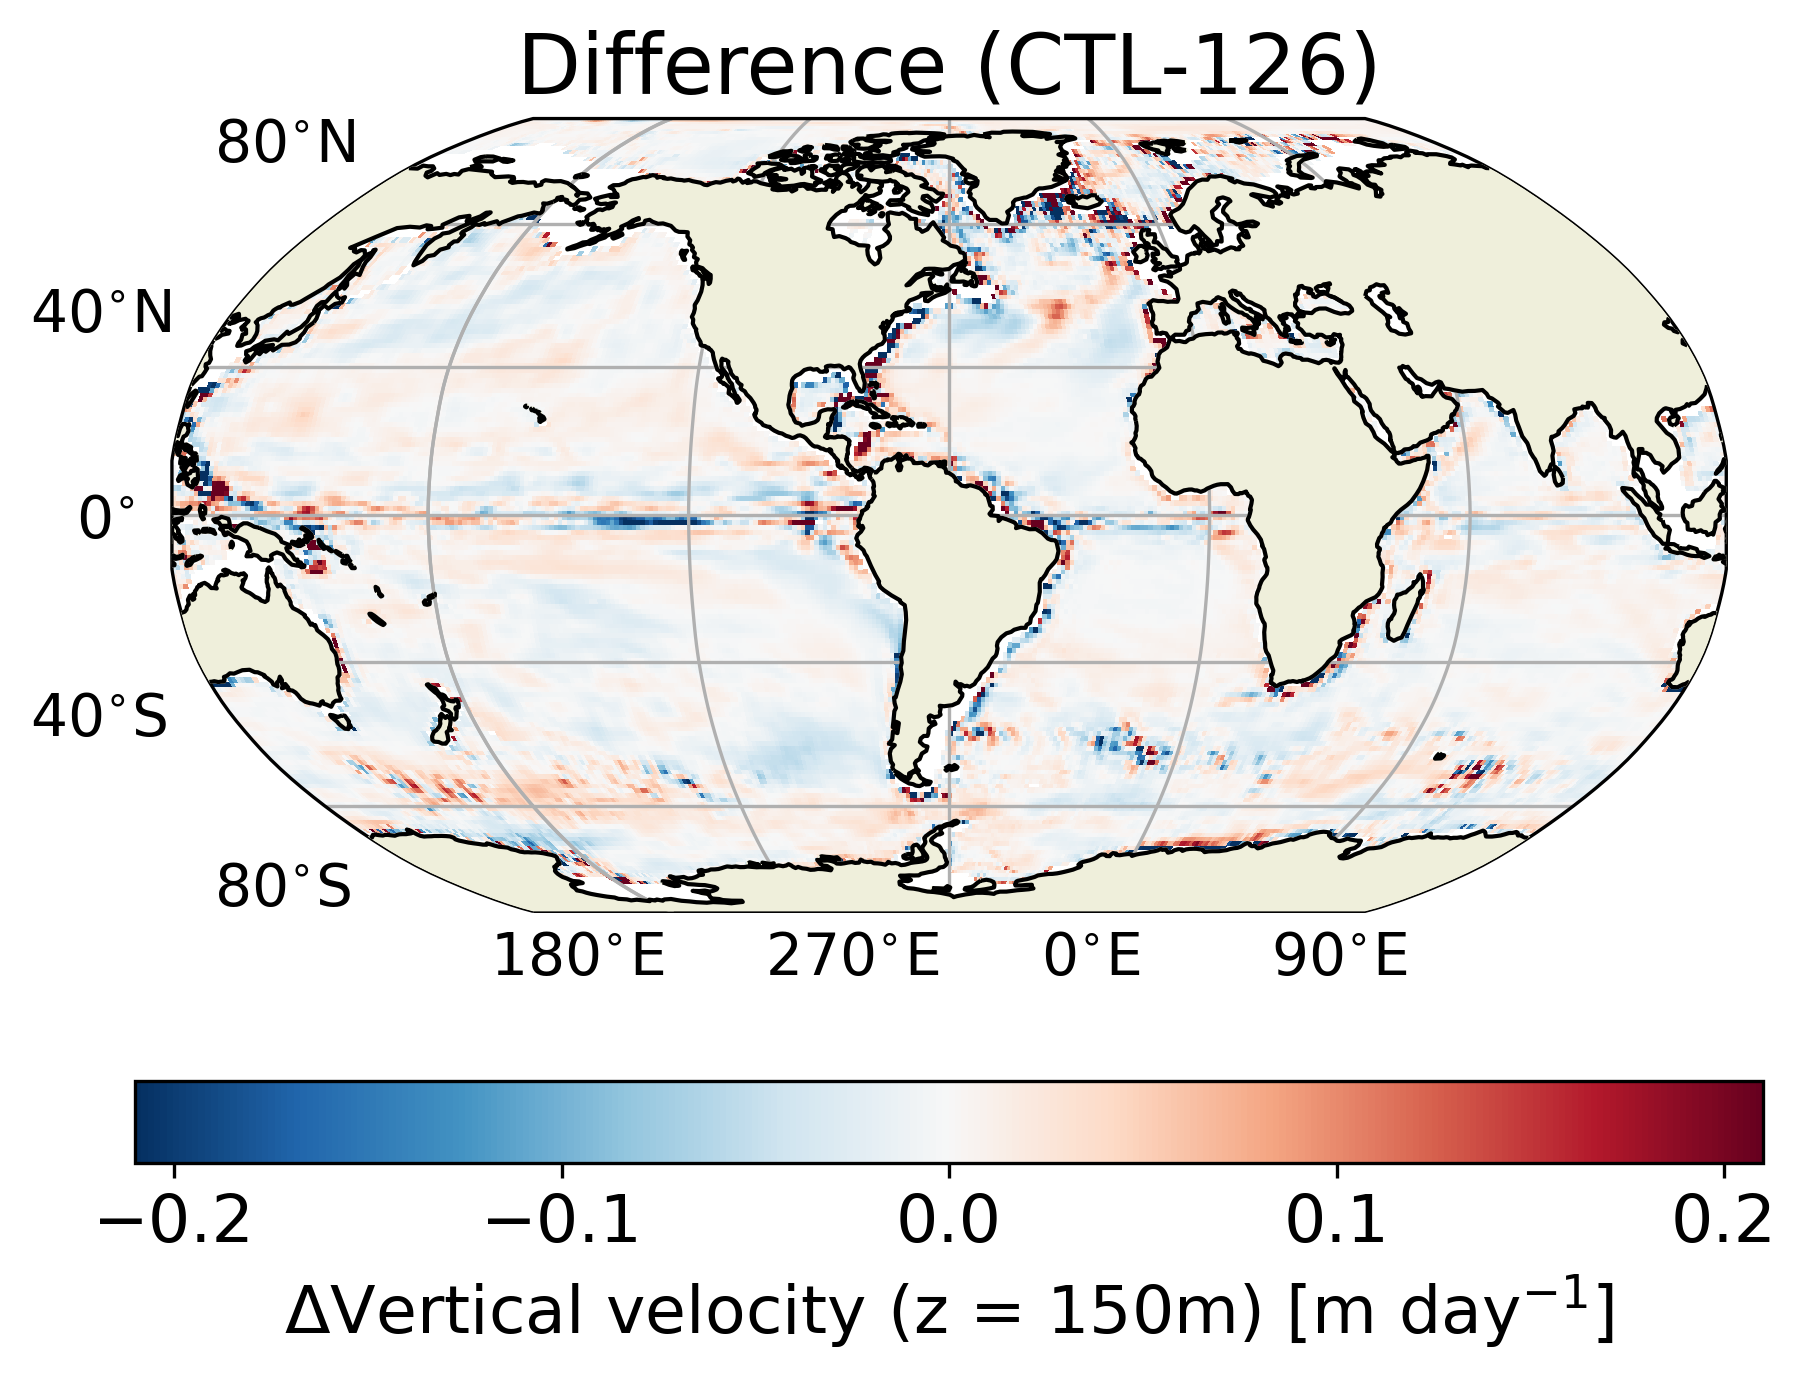 Difference (CTL-126)
80°N
40°N
0°
40°S
80°S
180°E 270°E 0°E 90°E
−0.2 −0.1 0.0 0.1 0.2
ΔVertical velocity (z = 150m) [m day⁻¹]